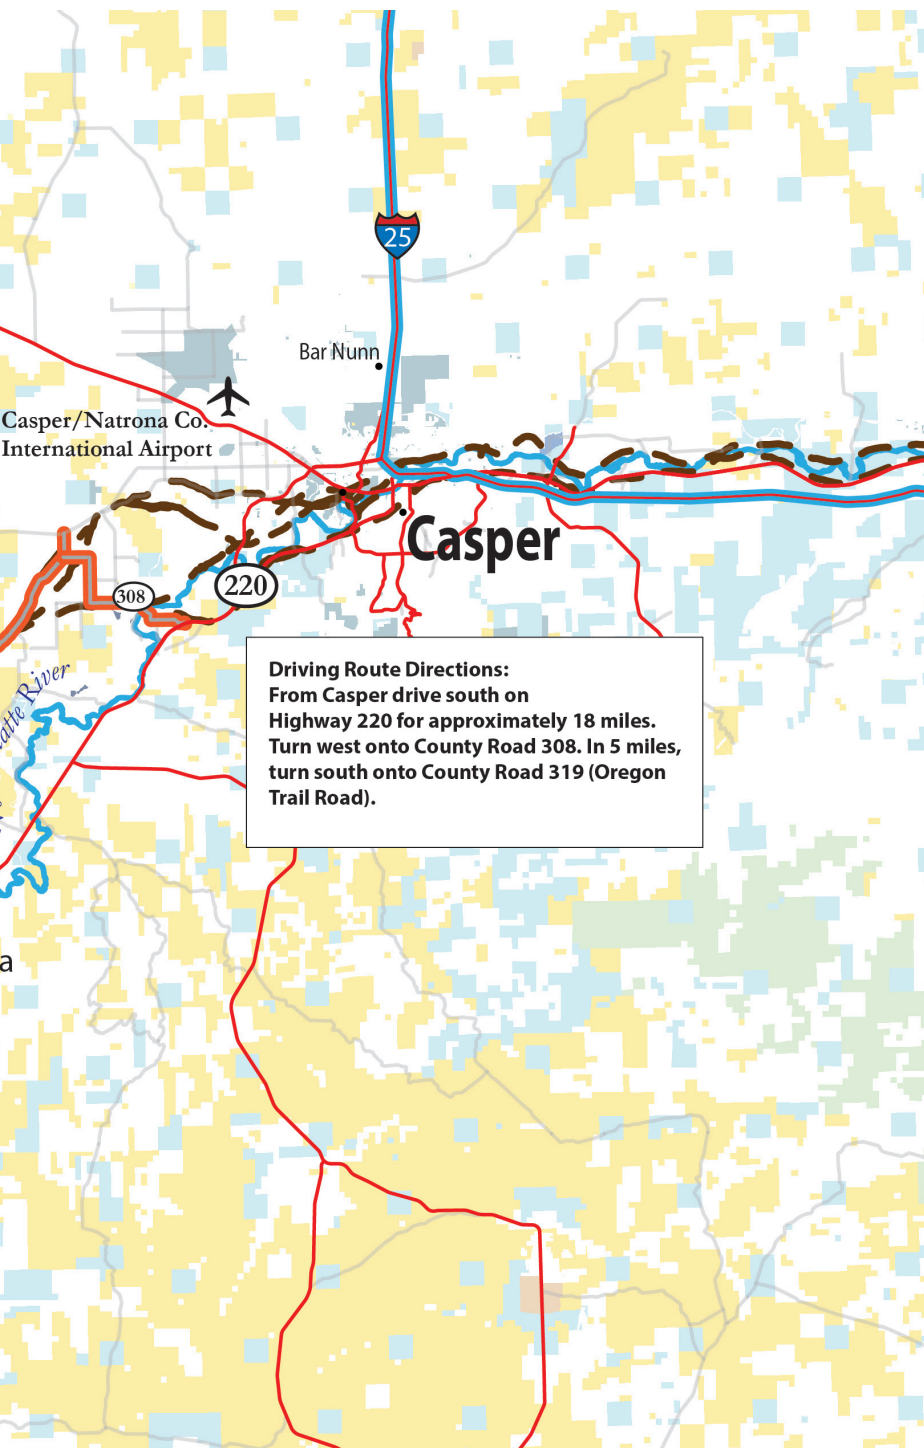 25
Bar Nunn
Casper/Natrona Co.
International Airport
Casper
220
308
River
Driving Route Directions:
From Casper drive south on
Highway 220 for approximately 18 miles.
Turn west onto County Road 308. In 5 miles,
turn south onto County Road 319 (Oregon
Trail Road).
a